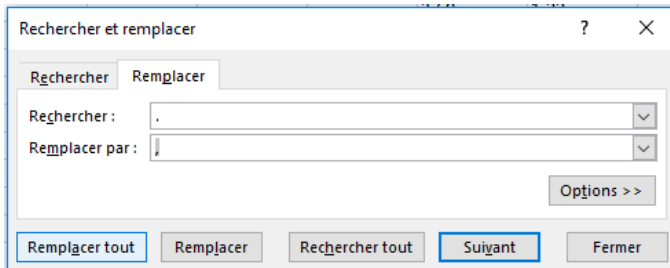 Rechercher et remplacer ? X
Rechercher Remplacer
Rechercher : .
Remplacer par : ,
Options >>
Remplacer tout Remplacer Rechercher tout Suivant Fermer